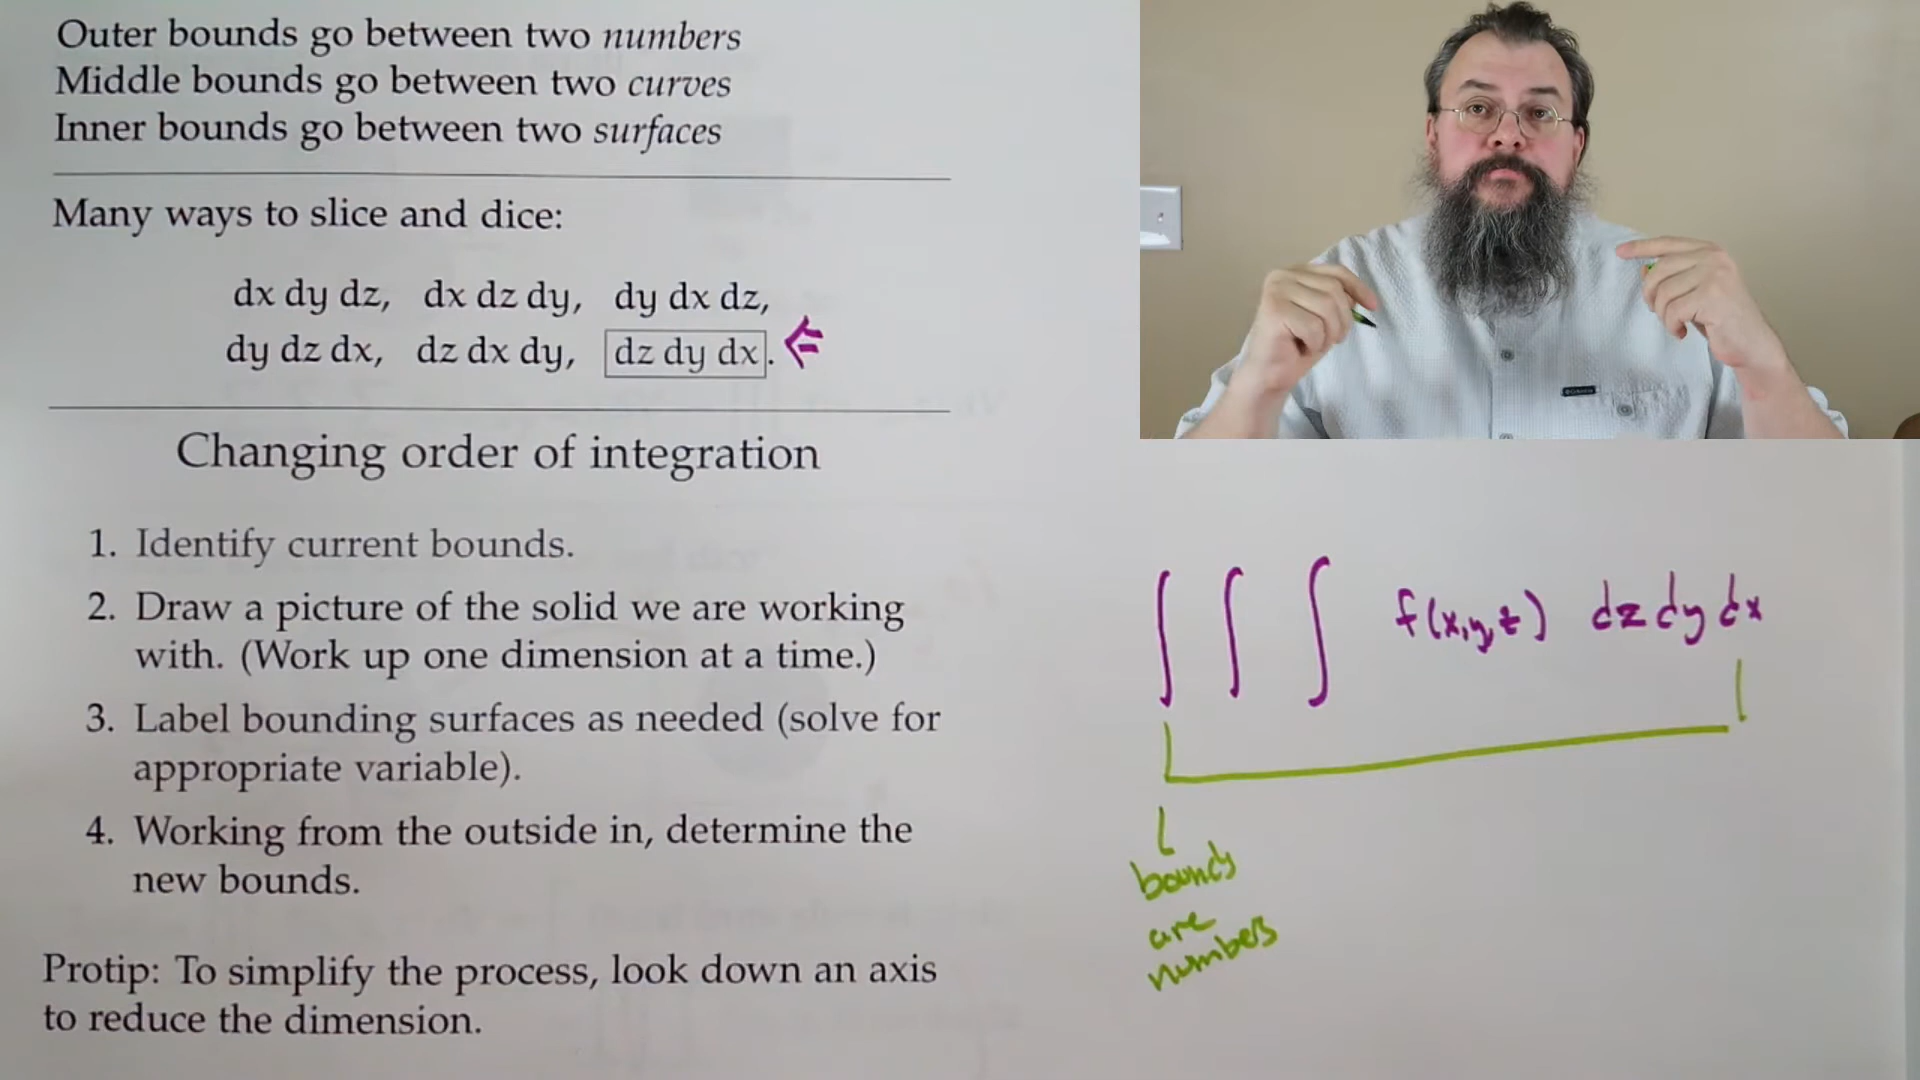 Outer bounds go between two numbers
Middle bounds go between two curves
Inner bounds go between two surfaces
Many ways to slice and dice:
dx dy dz, dx dz dy, dy dx dz,
dy dz dx, dz dx dy, dz dy dx. ⇐
Changing order of integration
1. Identify current bounds.
2. Draw a picture of the solid we are working
with. (Work up one dimension at a time.)
3. Label bounding surfaces as needed (solve for
appropriate variable).
4. Working from the outside in, determine the
new bounds.
Protip: To simplify the process, look down an axis
to reduce the dimension.
∫ ∫ ∫ f(x,y,z) dz dy dx
bounds
are
numbers